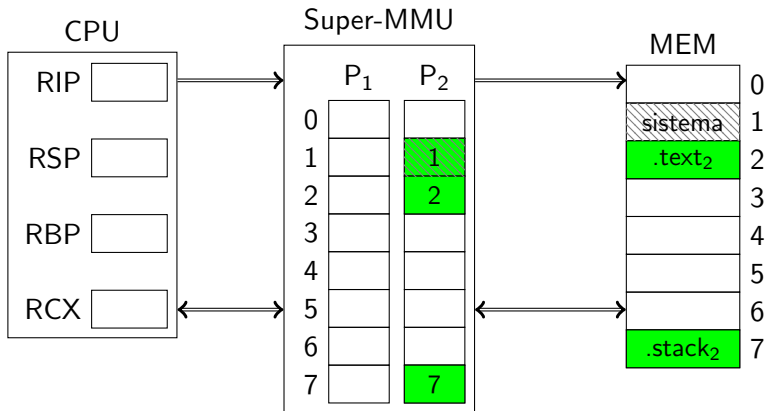 Super-MMU
CPU
MEM
P₁ P₂
RIP
0
0
sistema 1
1 1
RSP
.text₂ 2
2 2
3
3
RBP
4
4
5
RCX
5
6
6
.stack₂ 7
7 7